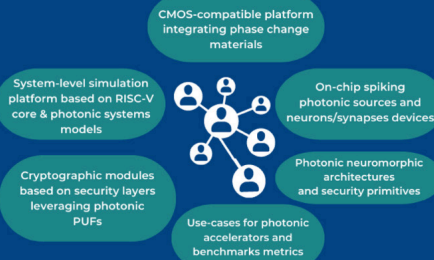 CMOS-compatible platform
integrating phase change
materials
System-level simulation
platform based on RISC-V
core & photonic systems
models
On-chip spiking
photonic sources and
neurons/synapses devices
Cryptographic modules
based on security layers
leveraging photonic
PUFs
Photonic neuromorphic
architectures
and security primitives
Use-cases for photonic
accelerators and
benchmarks metrics